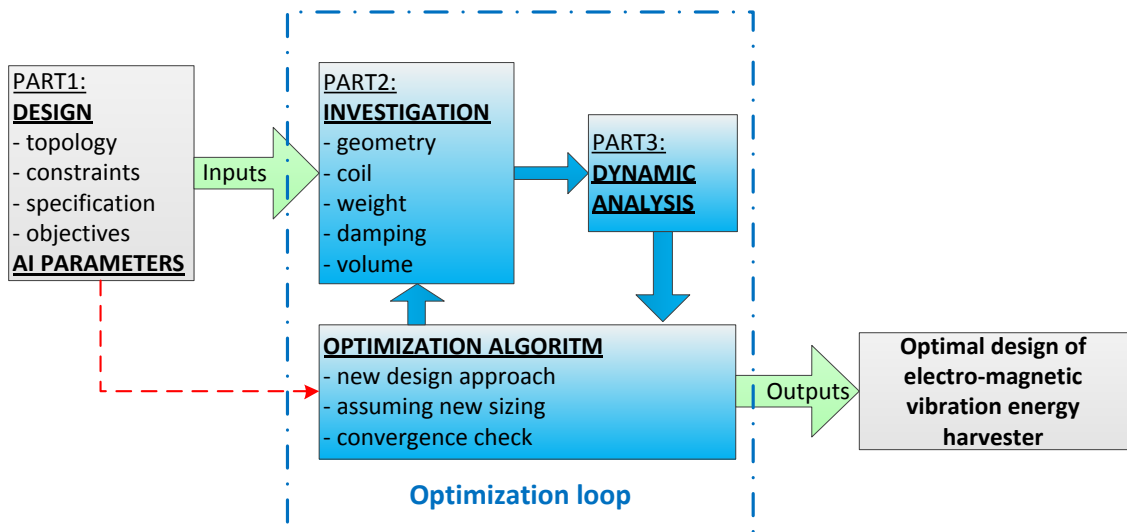 PART1:
DESIGN
- topology
- constraints
- specification
- objectives
AI PARAMETERS
Inputs
PART2:
INVESTIGATION
- geometry
- coil
- weight
- damping
- volume
PART3:
DYNAMIC
ANALYSIS
OPTIMIZATION ALGORITM
- new design approach
- assuming new sizing
- convergence check
Outputs
Optimal design of
electro-magnetic
vibration energy
harvester
Optimization loop